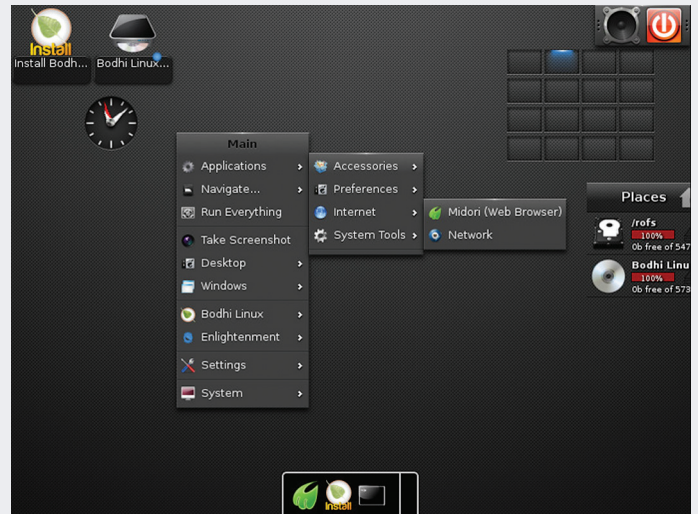 Install
Install Bodh...
Bodhi Linux...
Main
Applications
Navigate...
Run Everything
Take Screenshot
Desktop
Windows
Bodhi Linux
Enlightenment
Settings
System
Accessories
Preferences
Internet
System Tools
Midori (Web Browser)
Network
Places
/rofs
100%
0b free of 547
Bodhi Linu
100%
0b free of 573
Install